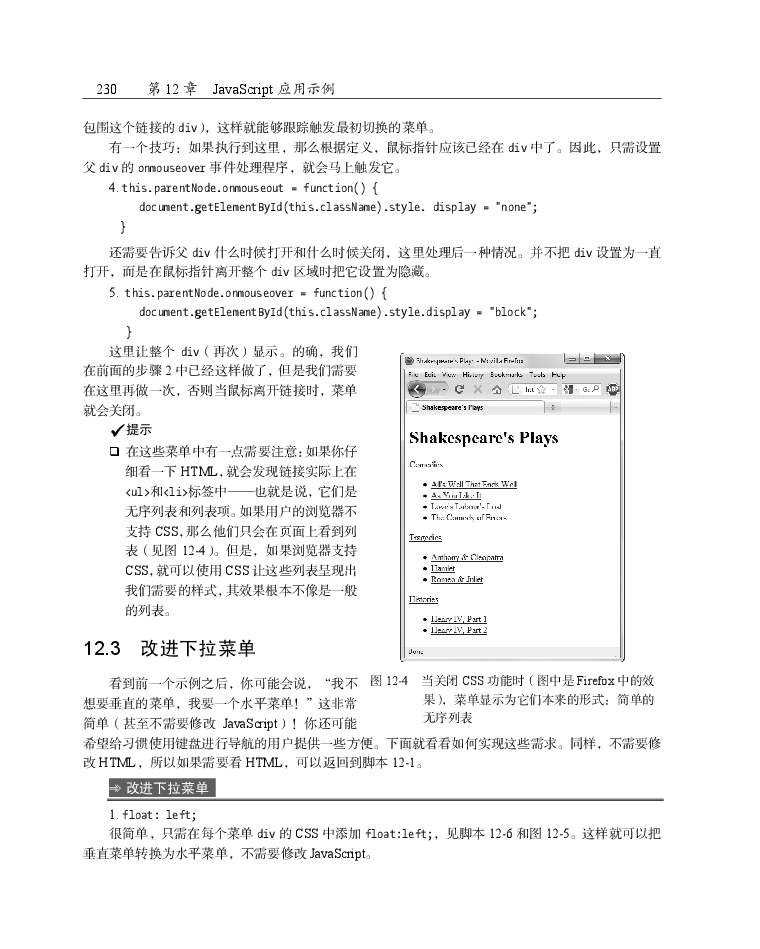 230 第 12 章 JavaScript 应用示例
包围这个链接的 div），这样就能够跟踪触发最初切换的菜单。
有一个技巧：如果执行到这里，那么根据定义，鼠标指针应该已经在 div 中了。因此，只需设置
父 div 的 onmouseover 事件处理程序，就会马上触发它。
4. this.parentNode.onmouseout = function() {
document.getElementById(this.className).style. display = "none";
}
还需要告诉父 div 什么时候打开和什么时候关闭，这里处理后一种情况。并不把 div 设置为一直
打开，而是在鼠标指针离开整个 div 区域时把它设置为隐藏。
5. this.parentNode.onmouseover = function() {
document.getElementById(this.className).style.display = "block";
}
这里让整个 div（再次）显示。的确，我们
在前面的步骤 2 中已经这样做了，但是我们需要
在这里再做一次，否则当鼠标离开链接时，菜单
就会关闭。
✓提示
❑ 在这些菜单中有一点需要注意：如果你仔
细看一下 HTML，就会发现链接实际上在
<ul>和<li>标签中——也就是说，它们是
无序列表和列表项。如果用户的浏览器不
支持 CSS，那么他们只会在页面上看到列
表（见图 12-4）。但是，如果浏览器支持
CSS，就可以使用 CSS 让这些列表呈现出
我们需要的样式，其效果根本不像是一般
的列表。
Shakespeare's Plays - Mozilla Firefox
File Edit View History Bookmarks Tools Help
Shakespeare's Plays
Shakespeare's Plays
Comedies
• All's Well That Ends Well
• As You Like It
• Love's Labour's Lost
• The Comedy of Errors
Tragedies
• Anthony & Cleopatra
• Hamlet
• Romeo & Juliet
Histories
• Henry IV, Part 1
• Henry IV, Part 2
Done
图 12-4 当关闭 CSS 功能时（图中是 Firefox 中的效
果），菜单显示为它们本来的形式：简单的
无序列表
12.3 改进下拉菜单
看到前一个示例之后，你可能会说，“我不
想要垂直的菜单，我要一个水平菜单！”这非常
简单（甚至不需要修改 JavaScript）！你还可能
希望给习惯使用键盘进行导航的用户提供一些方便。下面就看看如何实现这些需求。同样，不需要修
改 HTML，所以如果需要看 HTML，可以返回到脚本 12-1。
改进下拉菜单
1. float: left;
很简单，只需在每个菜单 div 的 CSS 中添加 float:left;，见脚本 12-6 和图 12-5。这样就可以把
垂直菜单转换为水平菜单，不需要修改 JavaScript。